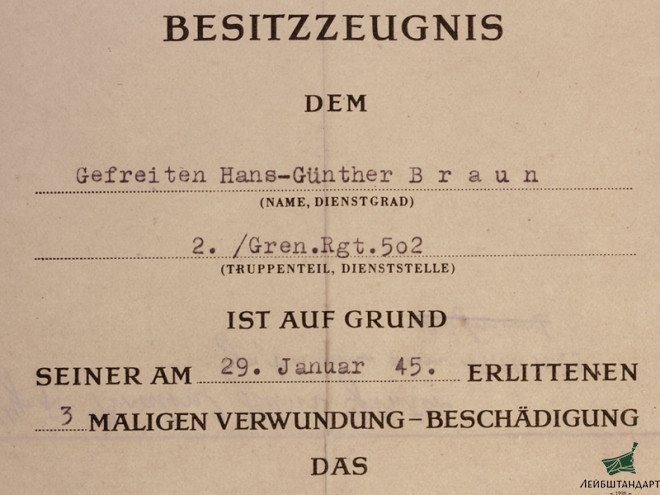 BESITZZEUGNIS
DEM
Gefreiten Hans-Günther B r a u n
(NAME, DIENSTGRAD)
2. /Gren.Rgt.502
(TRUPPENTEIL, DIENSTSTELLE)
IST AUF GRUND
SEINER AM 29. Januar 45. ERLITTENEN
3 MALIGEN VERWUNDUNG – BESCHÄDIGUNG
DAS
ЛЕЙБШТАНДАРТ